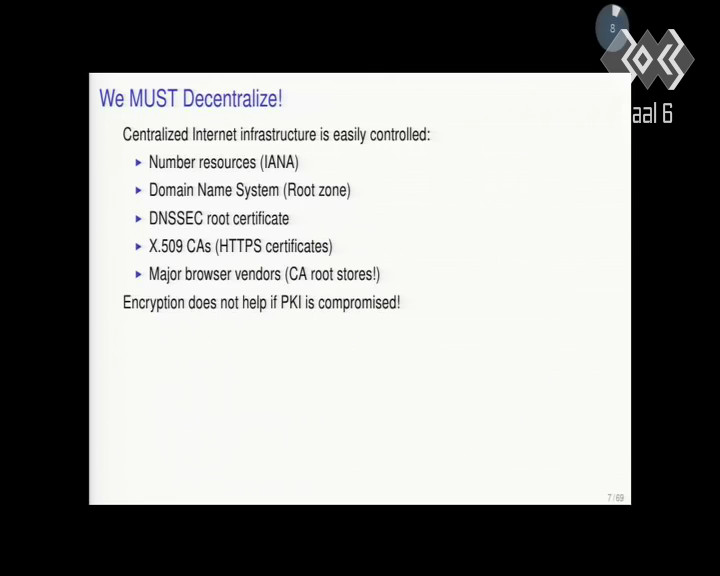 8
aal 6
We MUST Decentralize!
Centralized Internet infrastructure is easily controlled:
Number resources (IANA)
Domain Name System (Root zone)
DNSSEC root certificate
X.509 CAs (HTTPS certificates)
Major browser vendors (CA root stores!)
Encryption does not help if PKI is compromised!
7 / 69